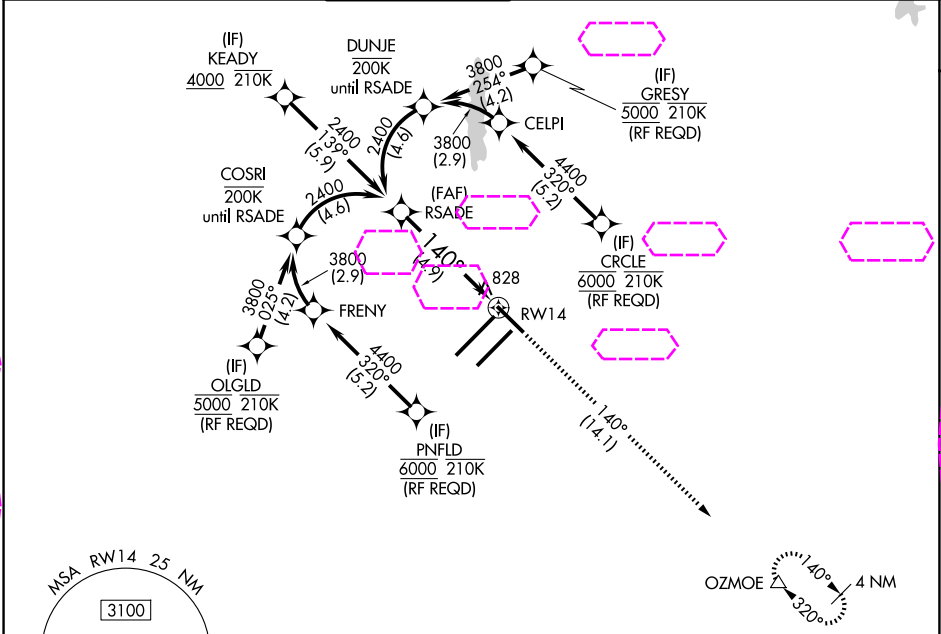 (IF)
KEADY
4000 210K
DUNJE
200K
until RSADE
3800
254°
(4.2)
(IF)
GRESY
5000 210K
(RF REQD)
CELPI
3800
(2.9)
2400
(4.6)
2400
139°
(5.9)
4400
320°
(5.2)
COSRI
200K
until RSADE
2400
(4.6)
(FAF)
RSADE
(IF)
CRCLE
6000 210K
(RF REQD)
140°
(4.9)
828
RW14
3800
(2.9)
FRENY
3800
025°
(4.2)
(IF)
OLGLD
5000 210K
(RF REQD)
4400
320°
(5.2)
(IF)
PNFLD
6000 210K
(RF REQD)
140°
(14.1)
MSA RW14 25 NM
3100
OZMOE
140°
4 NM
320°